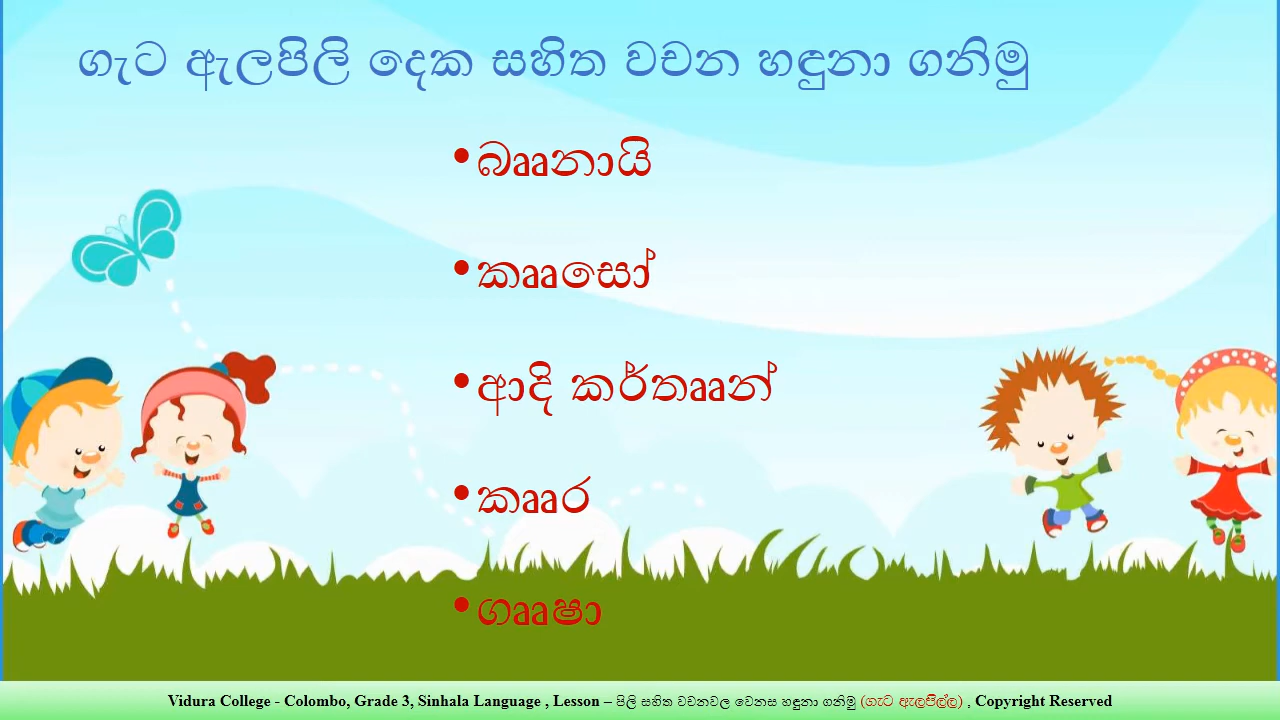 ගැට ඇලපිලි දෙක සහිත වචන හඳුනා ගනිමු
•බෲනායි
•කෲසෝ
•ආදි කර්තෲන්
•කෲර
•ගෲෂා
Vidura College - Colombo, Grade 3, Sinhala Language , Lesson – පිලි සහිත වචනවල වෙනස හඳුනා ගනිමු (ගැට ඇලපිල්ල) , Copyright Reserved